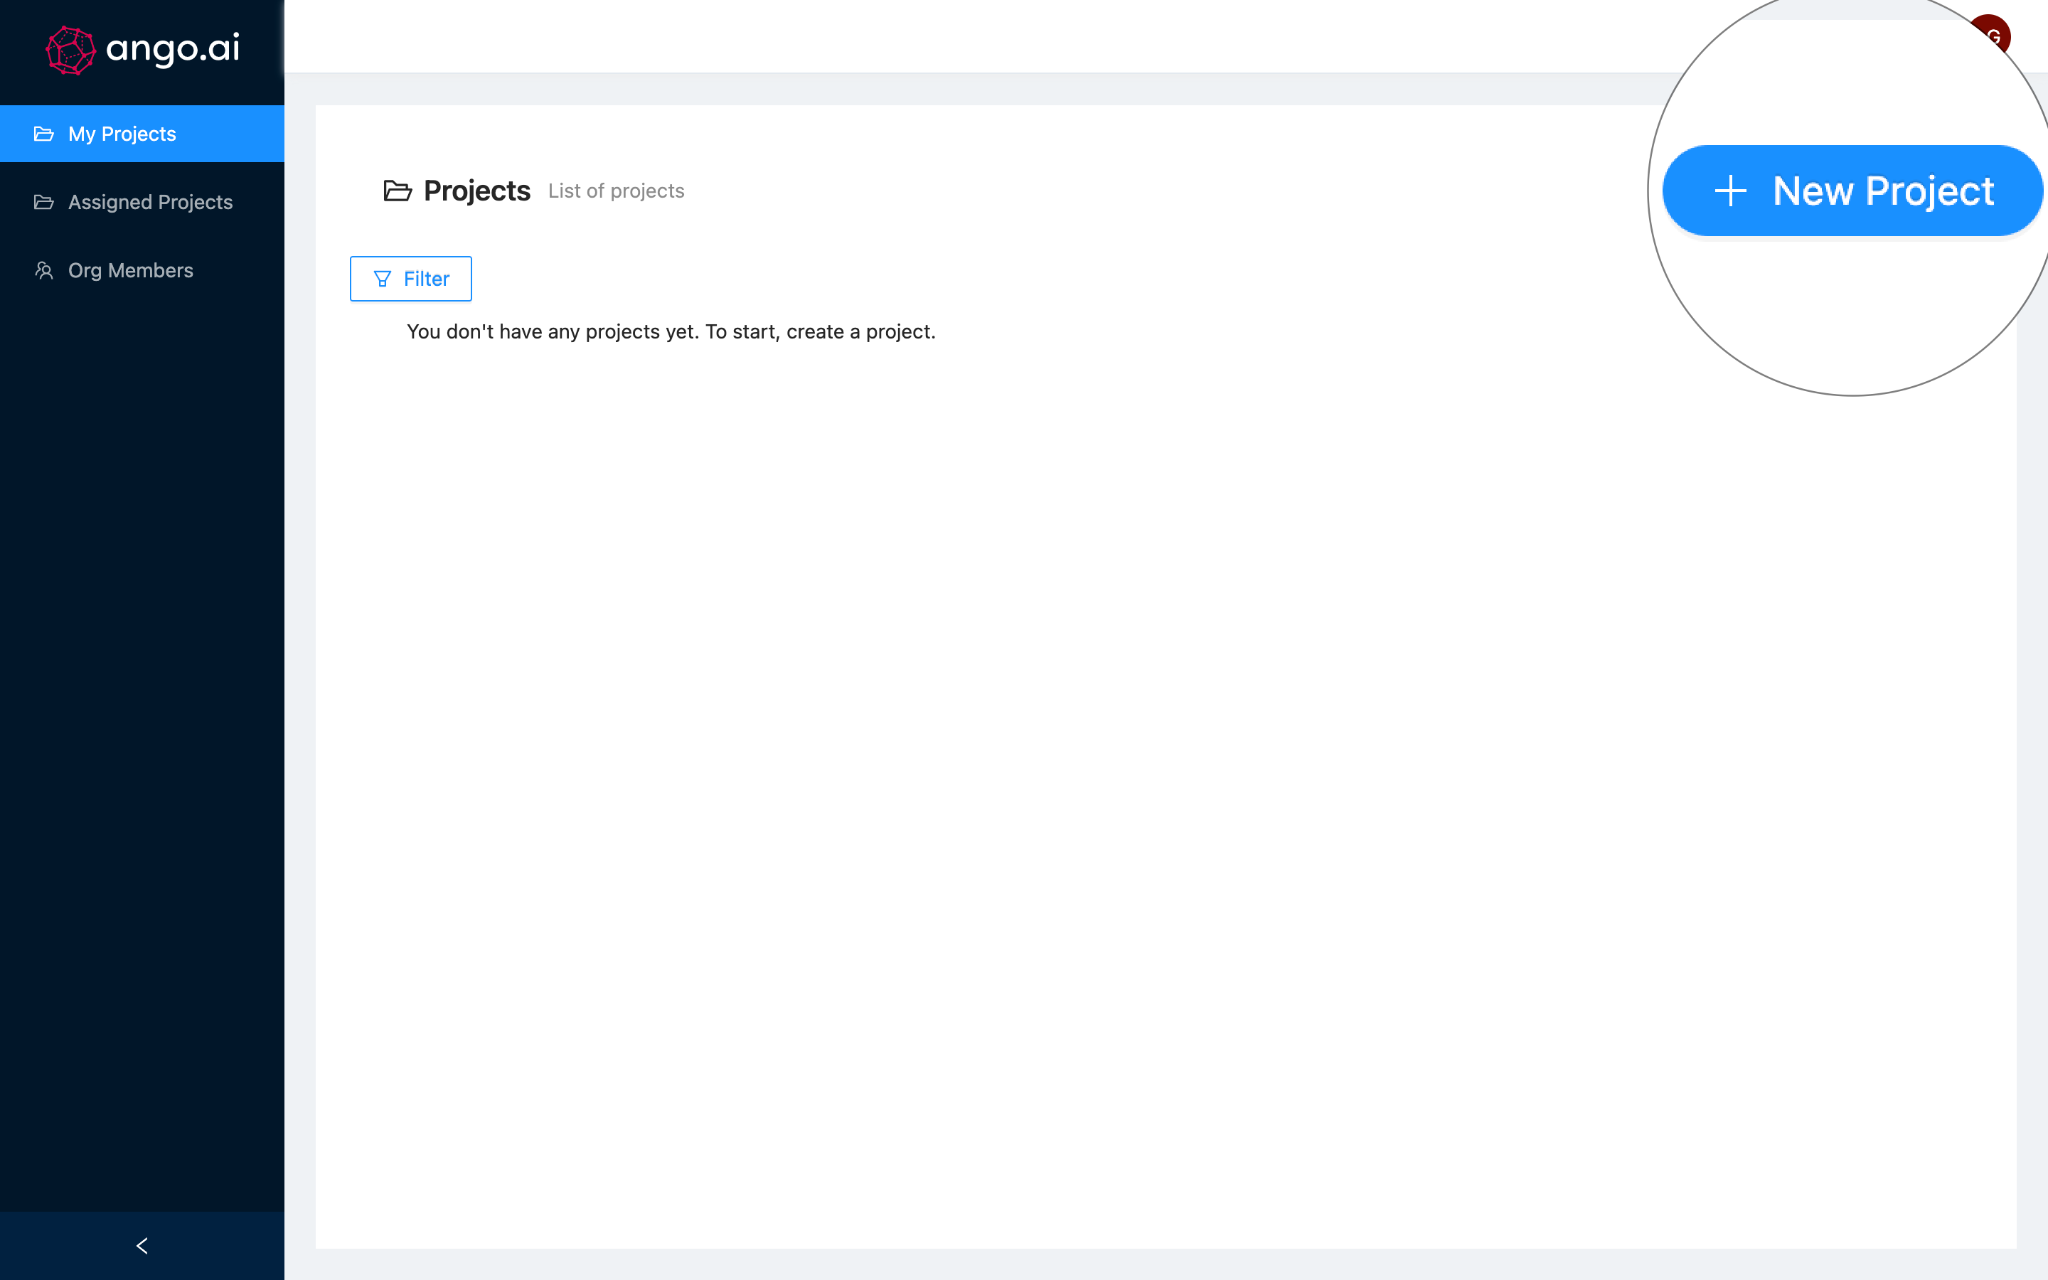 ango.ai
G
My Projects
Assigned Projects
Org Members
Projects List of projects
+ New Project
Filter
You don't have any projects yet. To start, create a project.